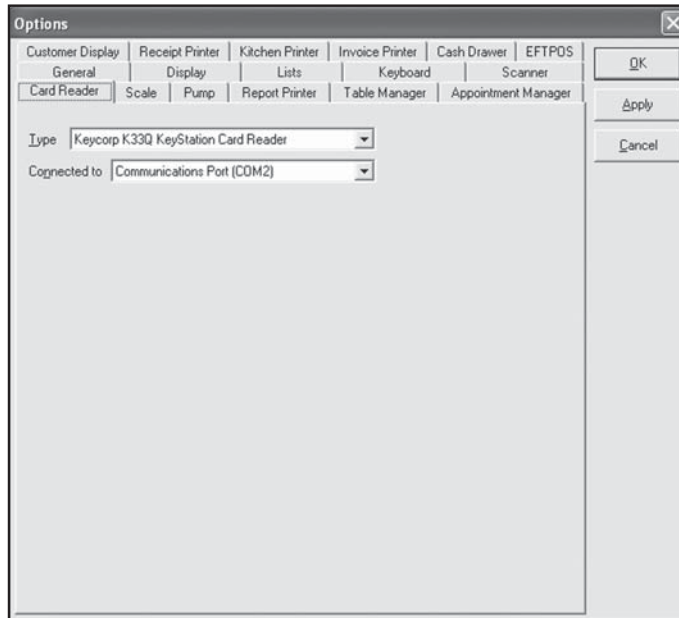 Options
Customer Display Receipt Printer Kitchen Printer Invoice Printer Cash Drawer EFTPOS
General Display Lists Keyboard Scanner
Card Reader Scale Pump Report Printer Table Manager Appointment Manager
OK
Apply
Cancel
Type Keycorp K33Q KeyStation Card Reader
Connected to Communications Port (COM2)